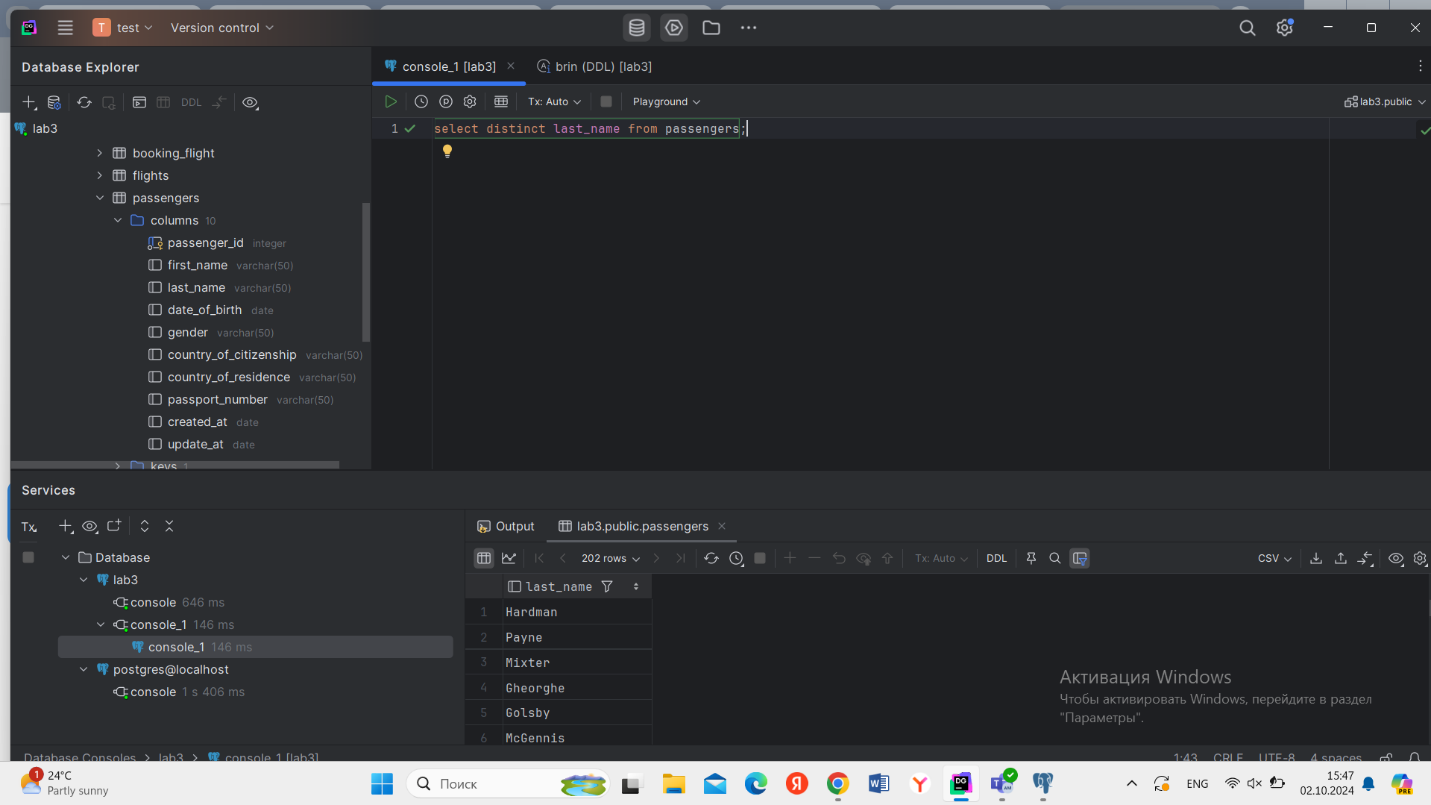 T test Version control
Database Explorer
console_1 [lab3]
brin (DDL) [lab3]
DDL
Tx: Auto
Playground
lab3.public
lab3
1 select distinct last_name from passengers;
booking_flight
flights
passengers
columns 10
passenger_id integer
first_name varchar(50)
last_name varchar(50)
date_of_birth date
gender varchar(50)
country_of_citizenship varchar(50)
country_of_residence varchar(50)
passport_number varchar(50)
created_at date
update_at date
keys 1
Services
Tx
Database
lab3
console 646 ms
console_1 146 ms
console_1 146 ms
postgres@localhost
console 1 s 406 ms
Output
lab3.public.passengers
202 rows
Tx: Auto
DDL
CSV
last_name
1 Hardman
2 Payne
3 Mixter
4 Gheorghe
5 Golsby
6 McGennis
Активация Windows
Чтобы активировать Windows, перейдите в раздел
"Параметры".
Database Consoles > lab3 > console_1 [lab3]
1:43 CRLF UTF-8 4 spaces
1
24°C
Partly sunny
Поиск
ENG
15:47
02.10.2024
PRE